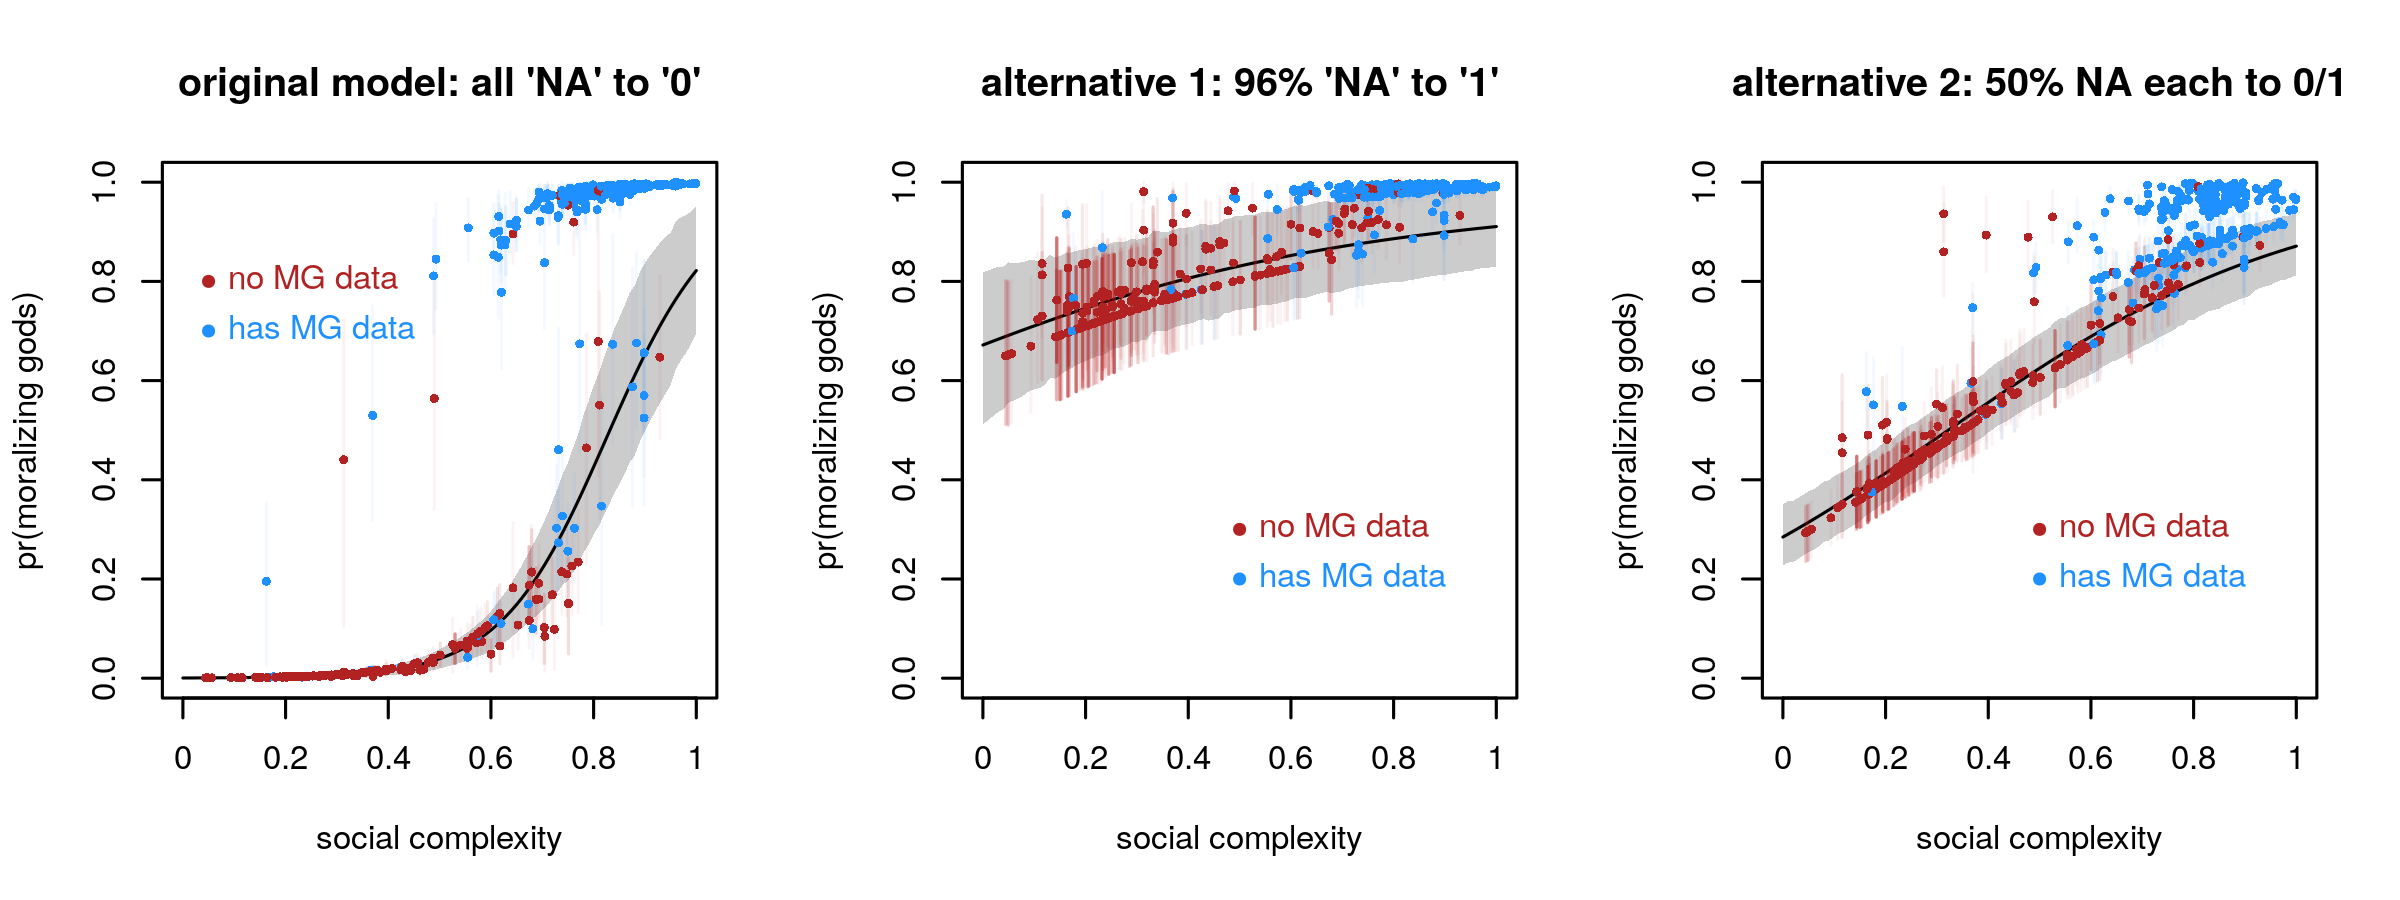 original model: all 'NA' to '0'
pr(moralizing gods)
1.0
0.8
0.6
0.4
0.2
0.0
no MG data
has MG data
0 0.2 0.4 0.6 0.8 1
social complexity
alternative 1: 96% 'NA' to '1'
pr(moralizing gods)
1.0
0.8
0.6
0.4
0.2
0.0
no MG data
has MG data
0 0.2 0.4 0.6 0.8 1
social complexity
alternative 2: 50% NA each to 0/1
pr(moralizing gods)
1.0
0.8
0.6
0.4
0.2
0.0
no MG data
has MG data
0 0.2 0.4 0.6 0.8 1
social complexity